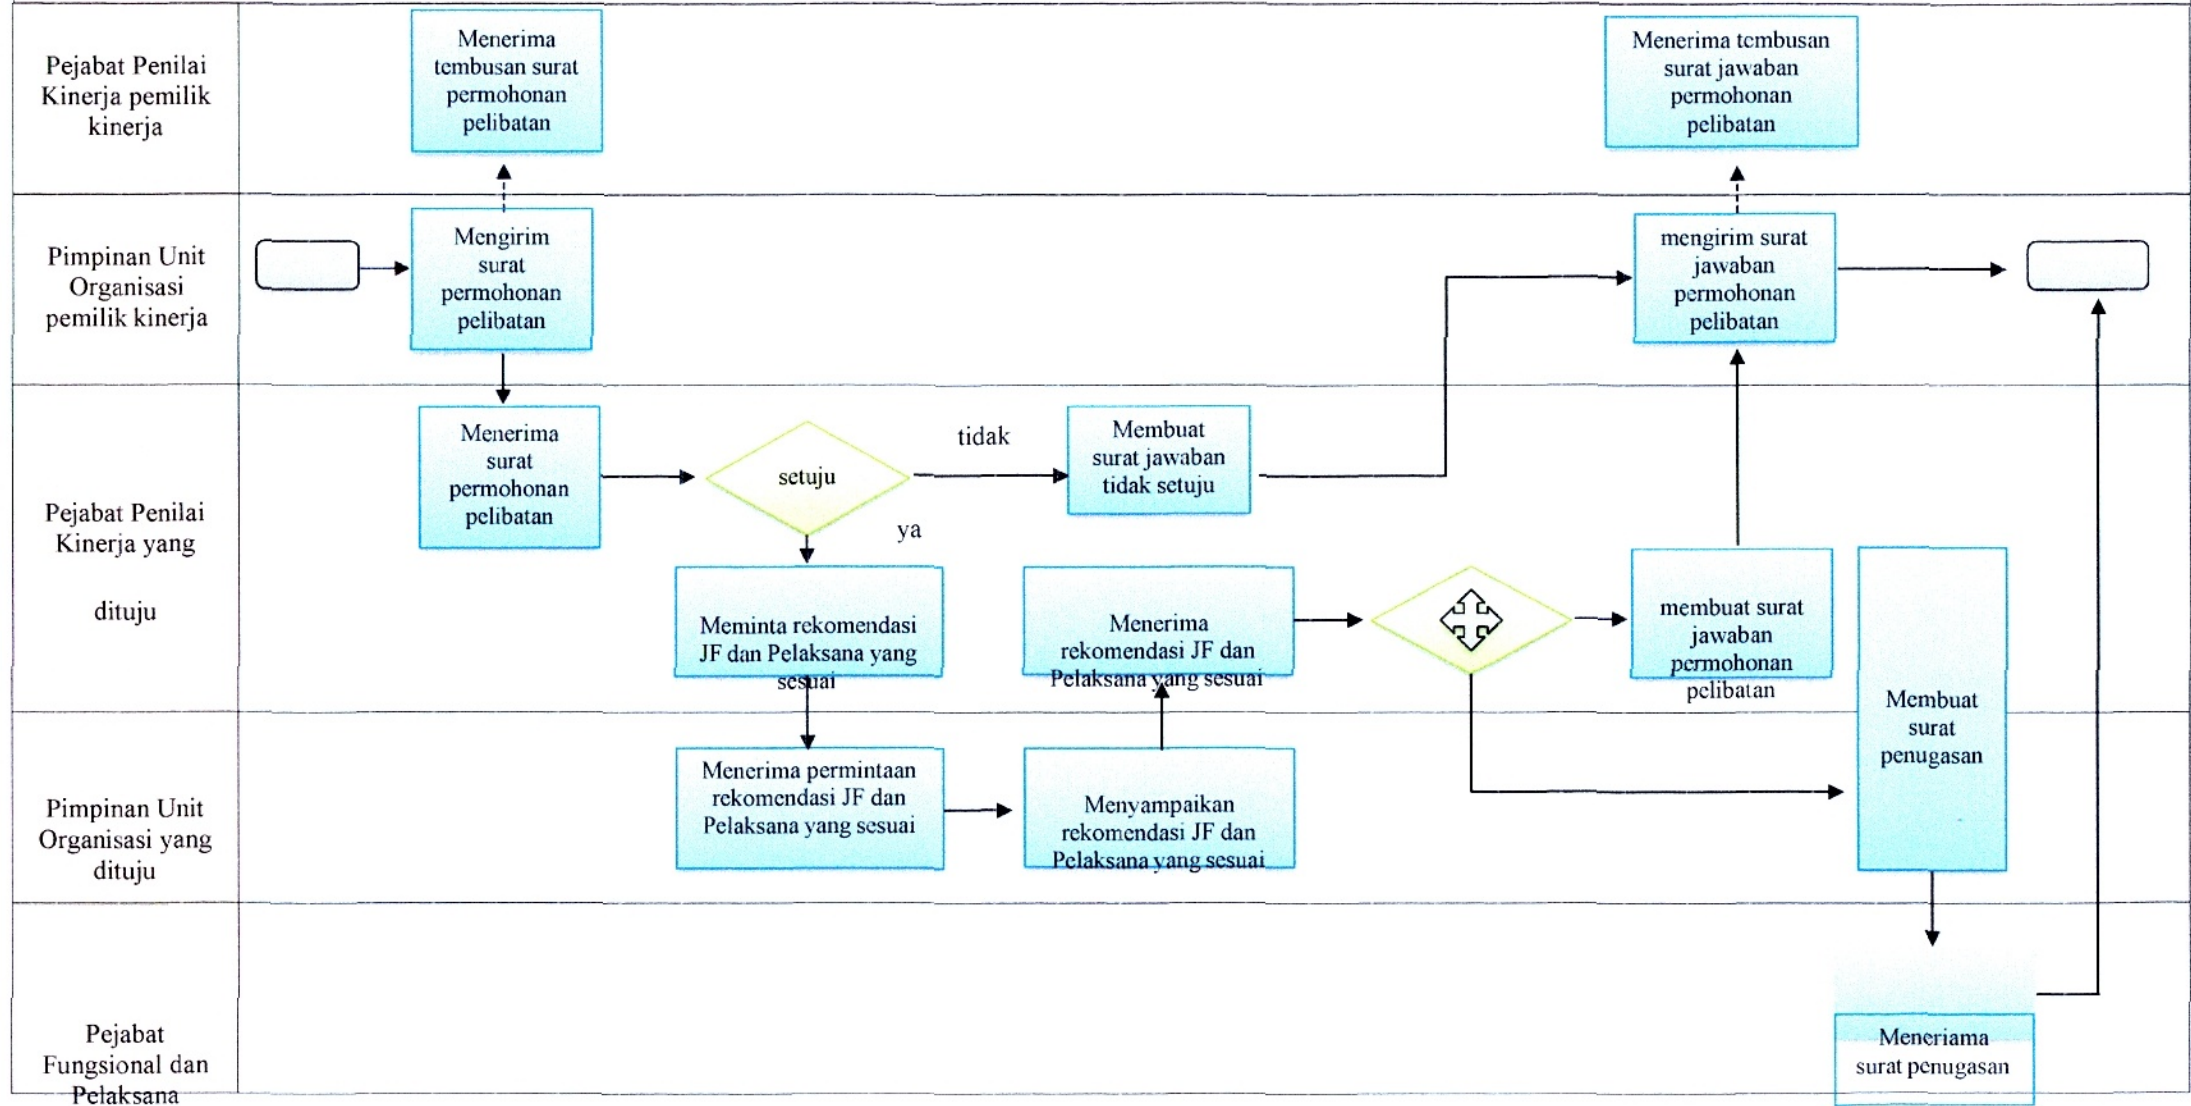 Pejabat Penilai
Kinerja pemilik
kinerja
Menerima
tembusan surat
permohonan
pelibatan
Menerima tembusan
surat jawaban
permohonan
pelibatan
Pimpinan Unit
Organisasi
pemilik kinerja
Mengirim
surat
permohonan
pelibatan
mengirim surat
jawaban
permohonan
pelibatan
Pejabat Penilai
Kinerja yang
dituju
Menerima
surat
permohonan
pelibatan
setuju
tidak
ya
Membuat
surat jawaban
tidak setuju
Meminta rekomendasi
JF dan Pelaksana yang
sesuai
Menerima
rekomendasi JF dan
Pelaksana yang sesuai
membuat surat
jawaban
permohonan
pelibatan
Membuat
surat
penugasan
Pimpinan Unit
Organisasi yang
dituju
Menerima permintaan
rekomendasi JF dan
Pelaksana yang sesuai
Menyampaikan
rekomendasi JF dan
Pelaksana yang sesuai
Pejabat
Fungsional dan
Pelaksana
Meneriama
surat penugasan